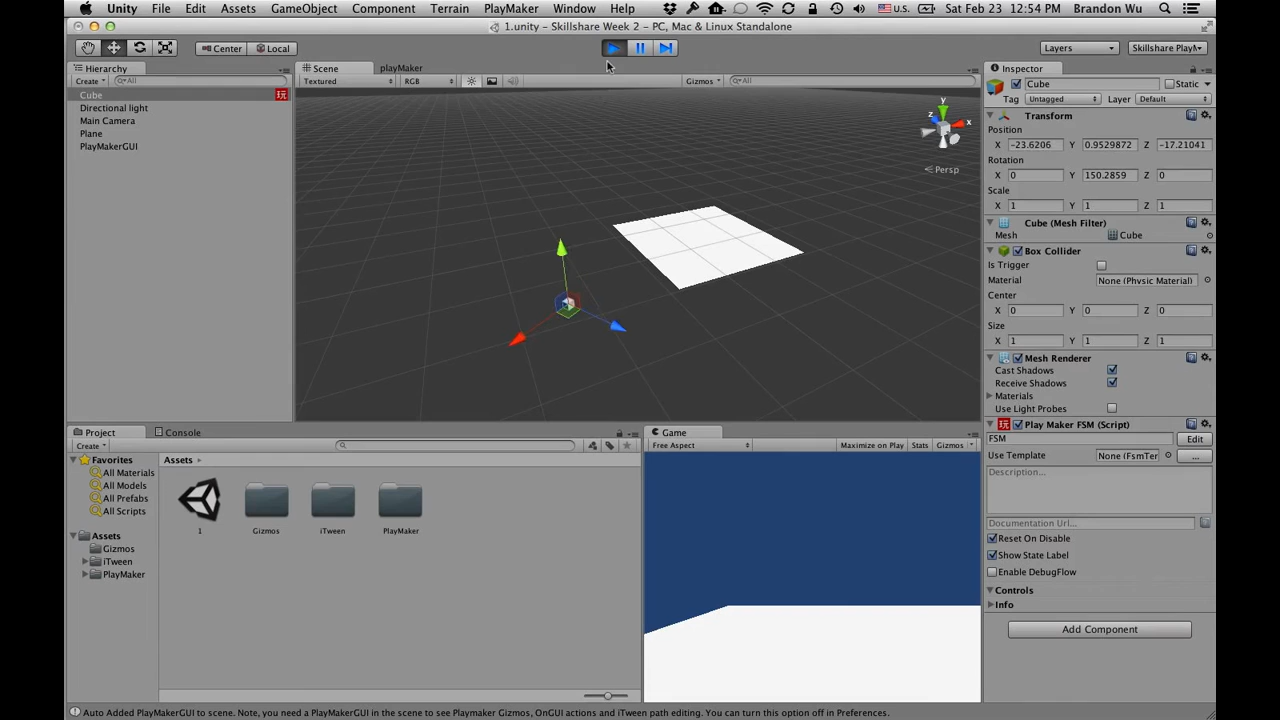 Unity File Edit Assets GameObject Component Terrain PlayMaker Window Help U.S. Sat Feb 23 12:54 PM Brandon Wu
1.unity - Skillshare Week 2 - PC, Mac & Linux Standalone
Center Local Layers Skillshare PlayM
Hierarchy
Create All
Cube 玩
Directional light
Main Camera
Plane
PlayMakerGUI
Scene playMaker
Textured RGB Gizmos All
y
x
z
Persp
Inspector
Cube Static
Tag Untagged Layer Default
Transform
Position
X -23.6206 Y 0.9529872 Z -17.21041
Rotation
X 0 Y 150.2859 Z 0
Scale
X 1 Y 1 Z 1
Cube (Mesh Filter)
Mesh Cube
Box Collider
Is Trigger
Material None (Physic Material)
Center
X 0 Y 0 Z 0
Size
X 1 Y 1 Z 1
Mesh Renderer
Cast Shadows
Receive Shadows
Materials
Use Light Probes
玩 Play Maker FSM (Script)
FSM Edit
Use Template None (FsmTer ...
Description...
Documentation Url...
Reset On Disable
Show State Label
Enable DebugFlow
Controls
Info
Add Component
Project Console
Create
Favorites
All Materials
All Models
All Prefabs
All Scripts
Assets
Gizmos
iTween
PlayMaker
Assets
1 Gizmos iTween PlayMaker
Game
Free Aspect Maximize on Play Stats Gizmos
Auto Added PlayMakerGUI to scene. Note, you need a PlayMakerGUI in the scene to see Playmaker Gizmos, OnGUI actions and iTween path editing. You can turn this option off in Preferences.